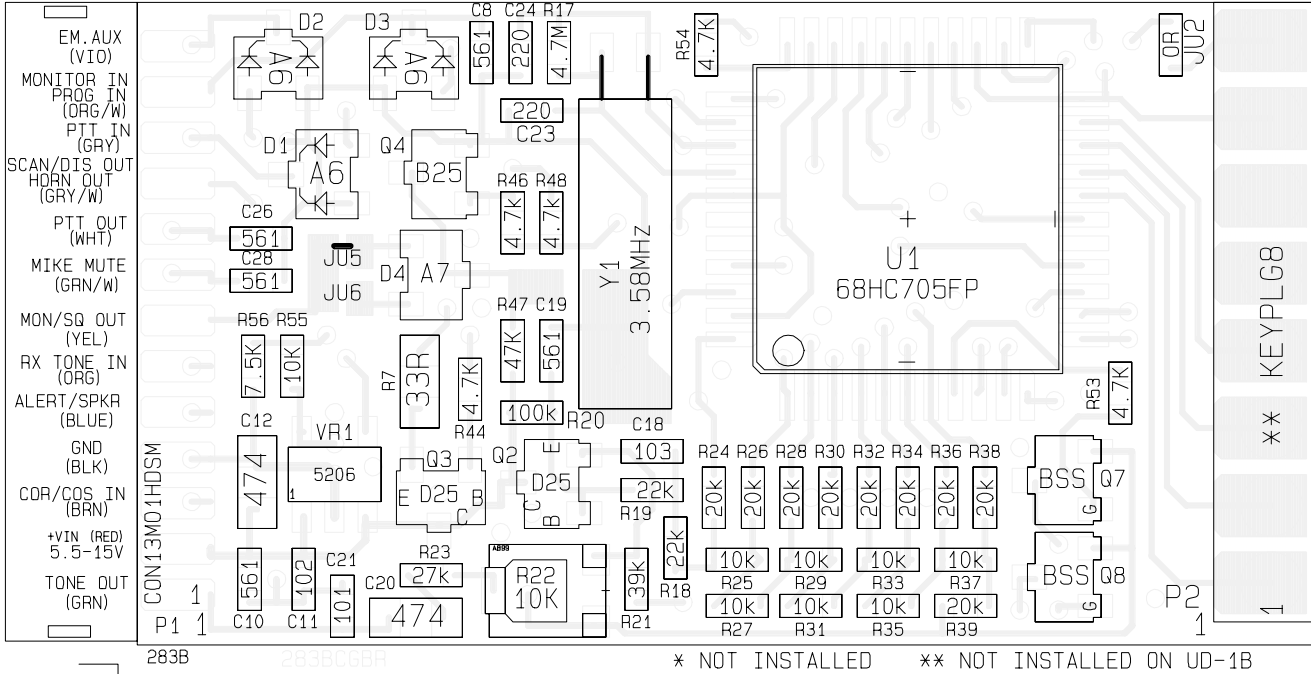 EM.AUX
(VIO)
MONITOR IN
PROG IN
(ORG/W)
PTT IN
(GRY)
SCAN/DIS OUT
HORN OUT
(GRY/W)
PTT OUT
(WHT)
MIKE MUTE
(GRN/W)
MON/SQ OUT
(YEL)
RX TONE IN
(ORG)
ALERT/SPKR
(BLUE)
GND
(BLK)
COR/COS IN
(BRN)
+VIN (RED)
5.5-15V
TONE OUT
(GRN)
CON13M01HDSM
1
P1 1
D2
A6
D3
A6
C8
561
C24
220
R17
4.7M
220
C23
D1
A6
Q4
B25
R46
4.7K
R48
4.7K
C26
561
C28
561
JU5
JU6
D4
A7
Y1
3.58MHz
R56
7.5K
R55
10K
R7
33R
R44
4.7K
R47
47K
C19
561
100k
R20
C12
474
VR1
5206
1
Q3
D25
E
B
C
Q2
D25
E
C
B
C18
103
22K
R19
22k
R18
561
C10
102
C11
C21
101
R23
27k
C20
474
AB99
R22
10K
39k
R21
R54
4.7K
0R
JU2
U1
68HC705FP
R53
4.7K
R24
20K
R26
20K
R28
20K
R30
20K
R32
20K
R34
20K
R36
20K
R38
20K
10k
R25
10k
R29
10k
R33
10k
R37
10k
R27
10k
R31
10k
R35
20k
R39
BSS
Q7
G
BSS
Q8
G
P2
1
** KEYPLG8
1
283B
283BCGBR
* NOT INSTALLED
** NOT INSTALLED ON UD-1B